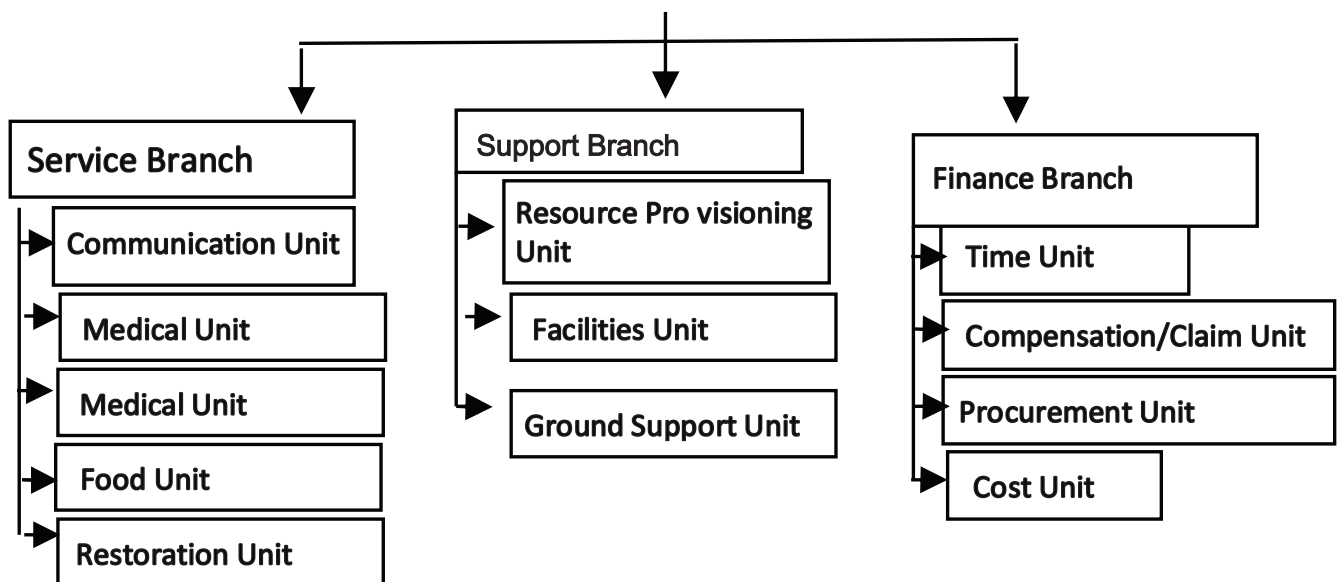 Service Branch
Communication Unit
Medical Unit
Medical Unit
Food Unit
Restoration Unit
Support Branch
Resource Pro visioning
Unit
Facilities Unit
Ground Support Unit
Finance Branch
Time Unit
Compensation/Claim Unit
Procurement Unit
Cost Unit